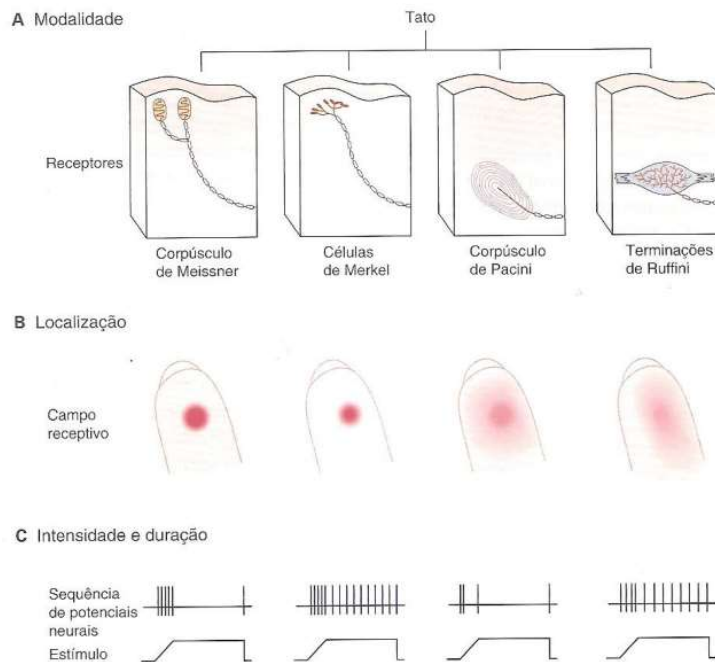 A Modalidade
Tato
Receptores
Corpúsculo
de Meissner
Células
de Merkel
Corpúsculo
de Pacini
Terminações
de Ruffini
B Localização
Campo
receptivo
C Intensidade e duração
Sequência
de potenciais
neurais
Estímulo